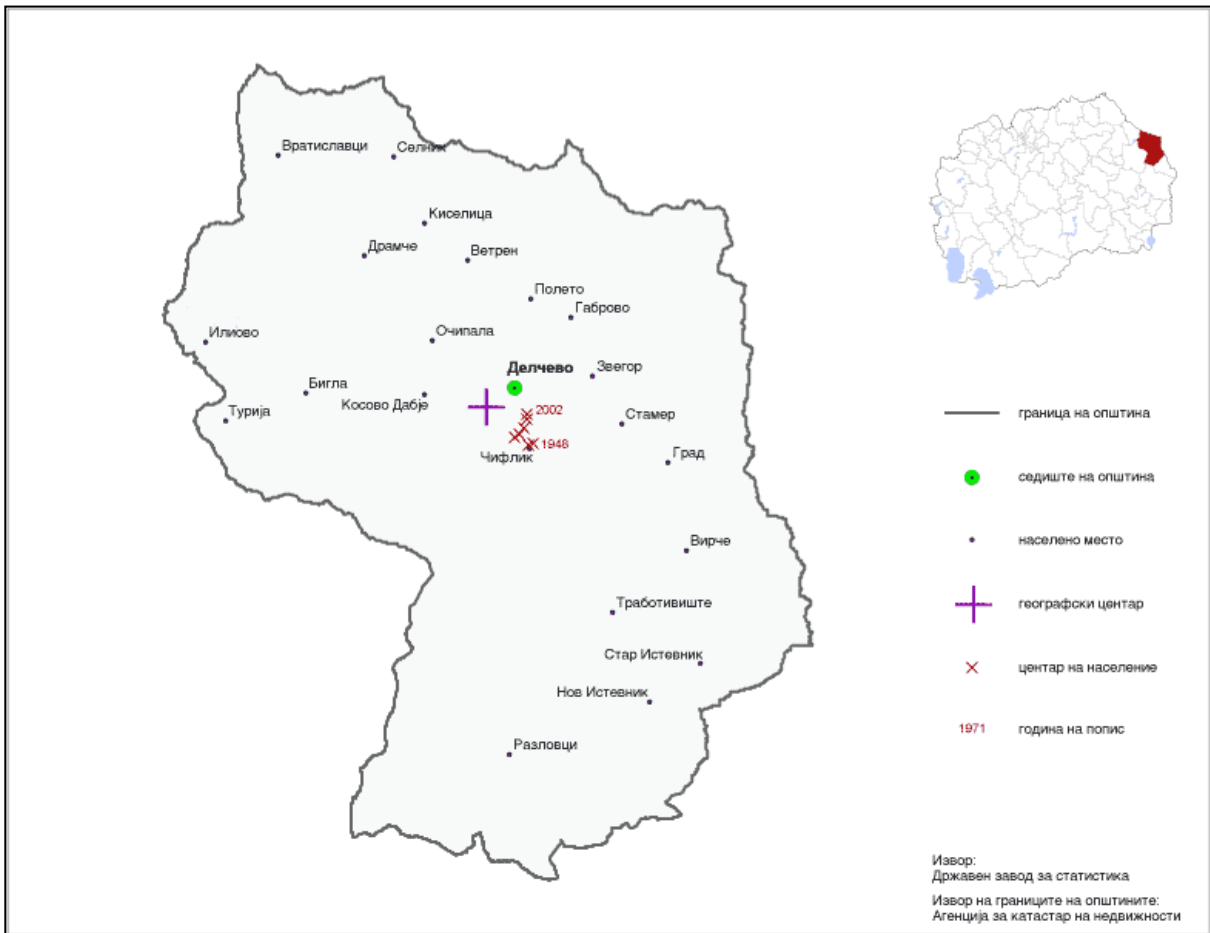 Вратиславци
Селник
Киселица
Драмче
Ветрен
Полето
Габрово
Илиово
Очипала
Делчево
Звегор
Бигла
Косово Дабје
Турија
2002
Стамер
1948
Чифлик
Град
Вирче
Тработивиште
Стар Истевник
Нов Истевник
Разловци
граница на општина
седиште на општина
населено место
географски центар
центар на население
1971
година на попис
Извор:
Државен завод за статистика
Извор на границите на општините:
Агенција за катастар на недвижности